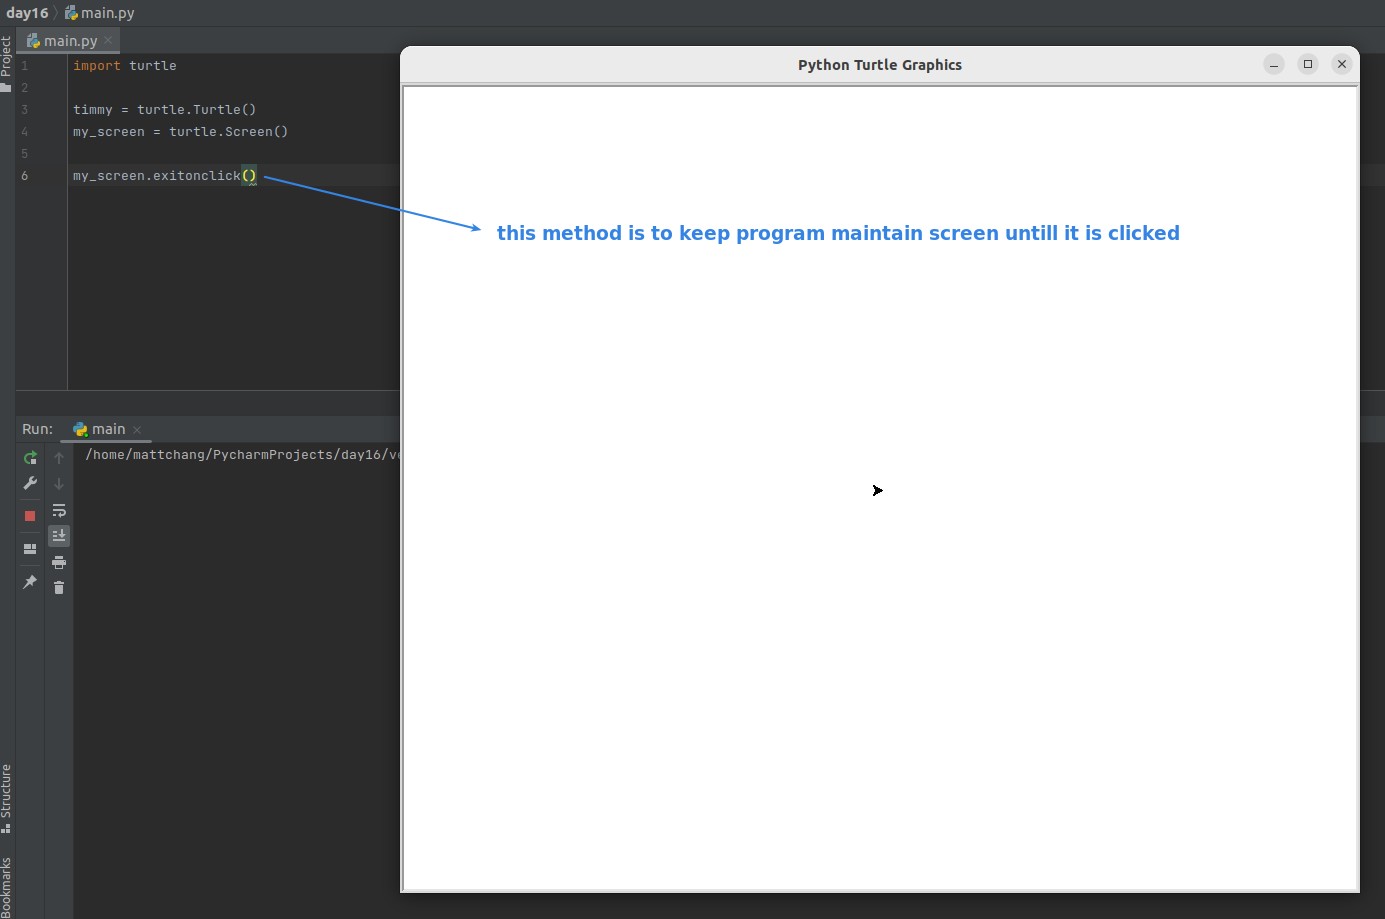 day16 main.py
main.py
Project
1 import turtle
2
3 timmy = turtle.Turtle()
4 my_screen = turtle.Screen()
5
6 my_screen.exitonclick()
Python Turtle Graphics
this method is to keep program maintain screen untill it is clicked
Run: main
/home/mattchang/PycharmProjects/day16/ve
Structure
Bookmarks